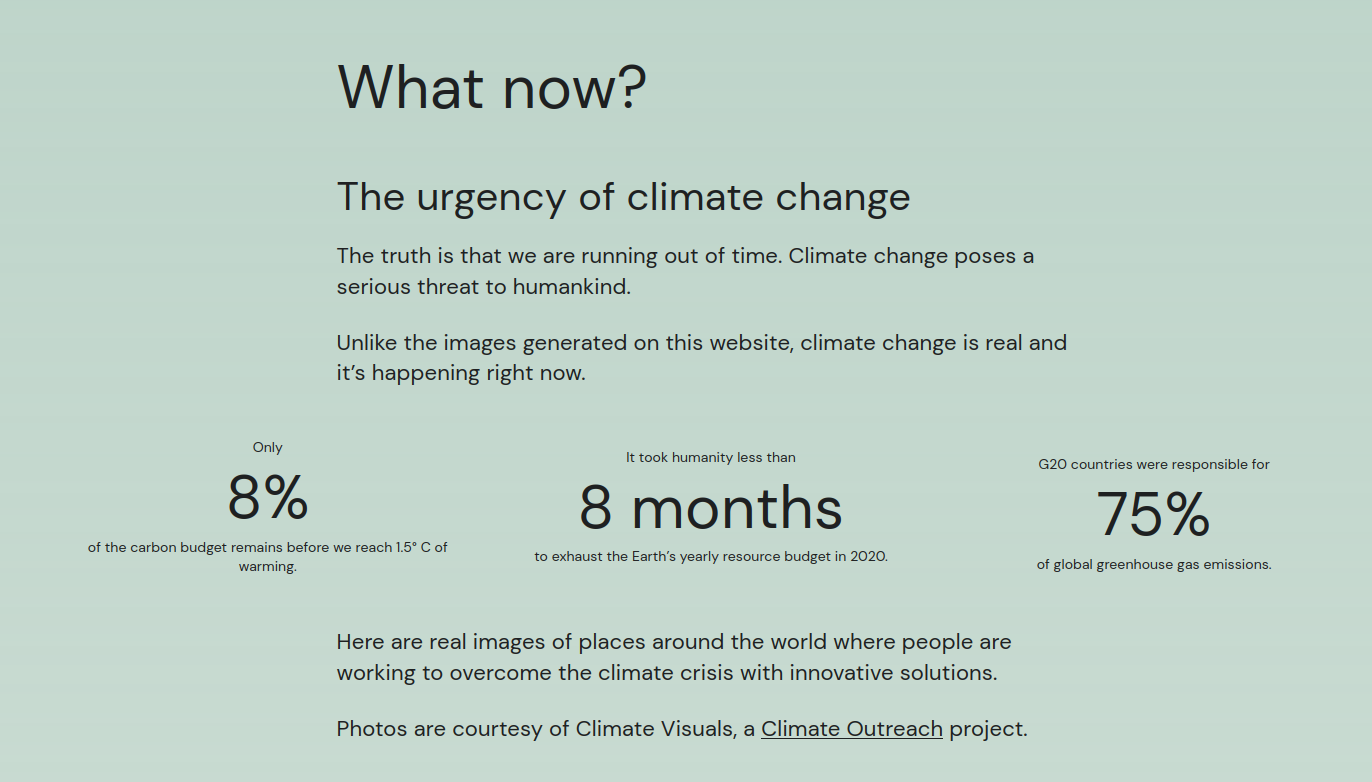 What now?
The urgency of climate change
The truth is that we are running out of time. Climate change poses a
serious threat to humankind.
Unlike the images generated on this website, climate change is real and
it’s happening right now.
Only
8%
of the carbon budget remains before we reach 1.5° C of
warming.
It took humanity less than
8 months
to exhaust the Earth’s yearly resource budget in 2020.
G20 countries were responsible for
75%
of global greenhouse gas emissions.
Here are real images of places around the world where people are
working to overcome the climate crisis with innovative solutions.
Photos are courtesy of Climate Visuals, a Climate Outreach project.